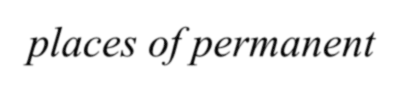 places of permanent